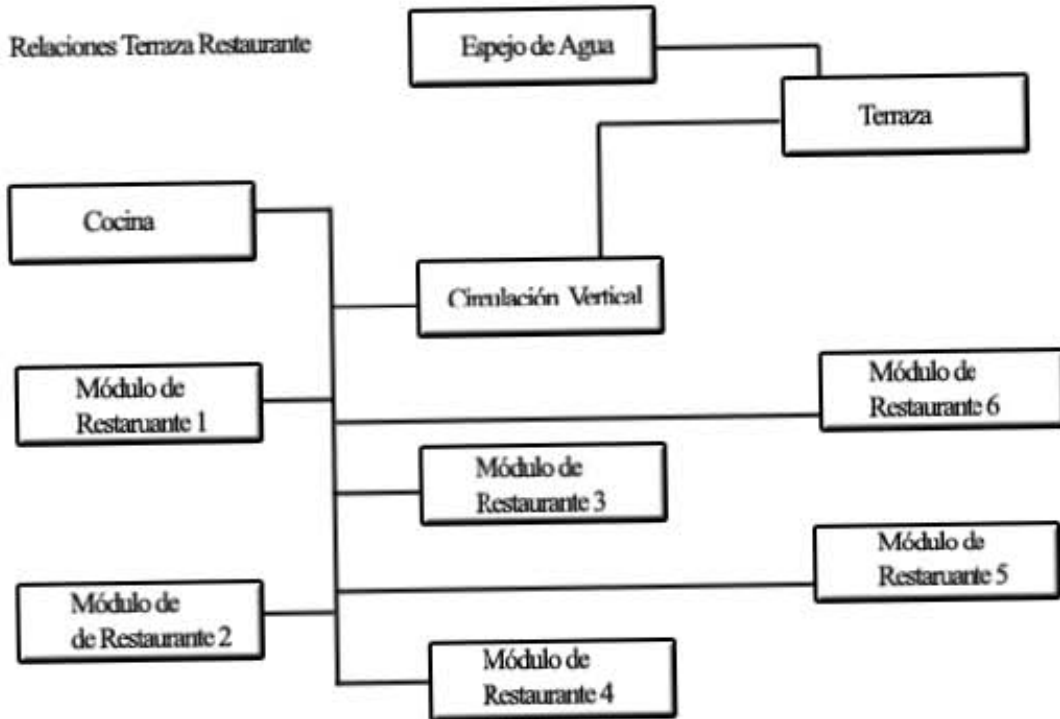 Relaciones Terraza Restaurante
Espejo de Agua
Terraza
Cocina
Circulación Vertical
Módulo de
Restaruante 1
Módulo de
Restaurante 6
Módulo de
Restaurante 3
Módulo de
Restaruante 5
Módulo de
de Restaurante 2
Módulo de
Restaurante 4